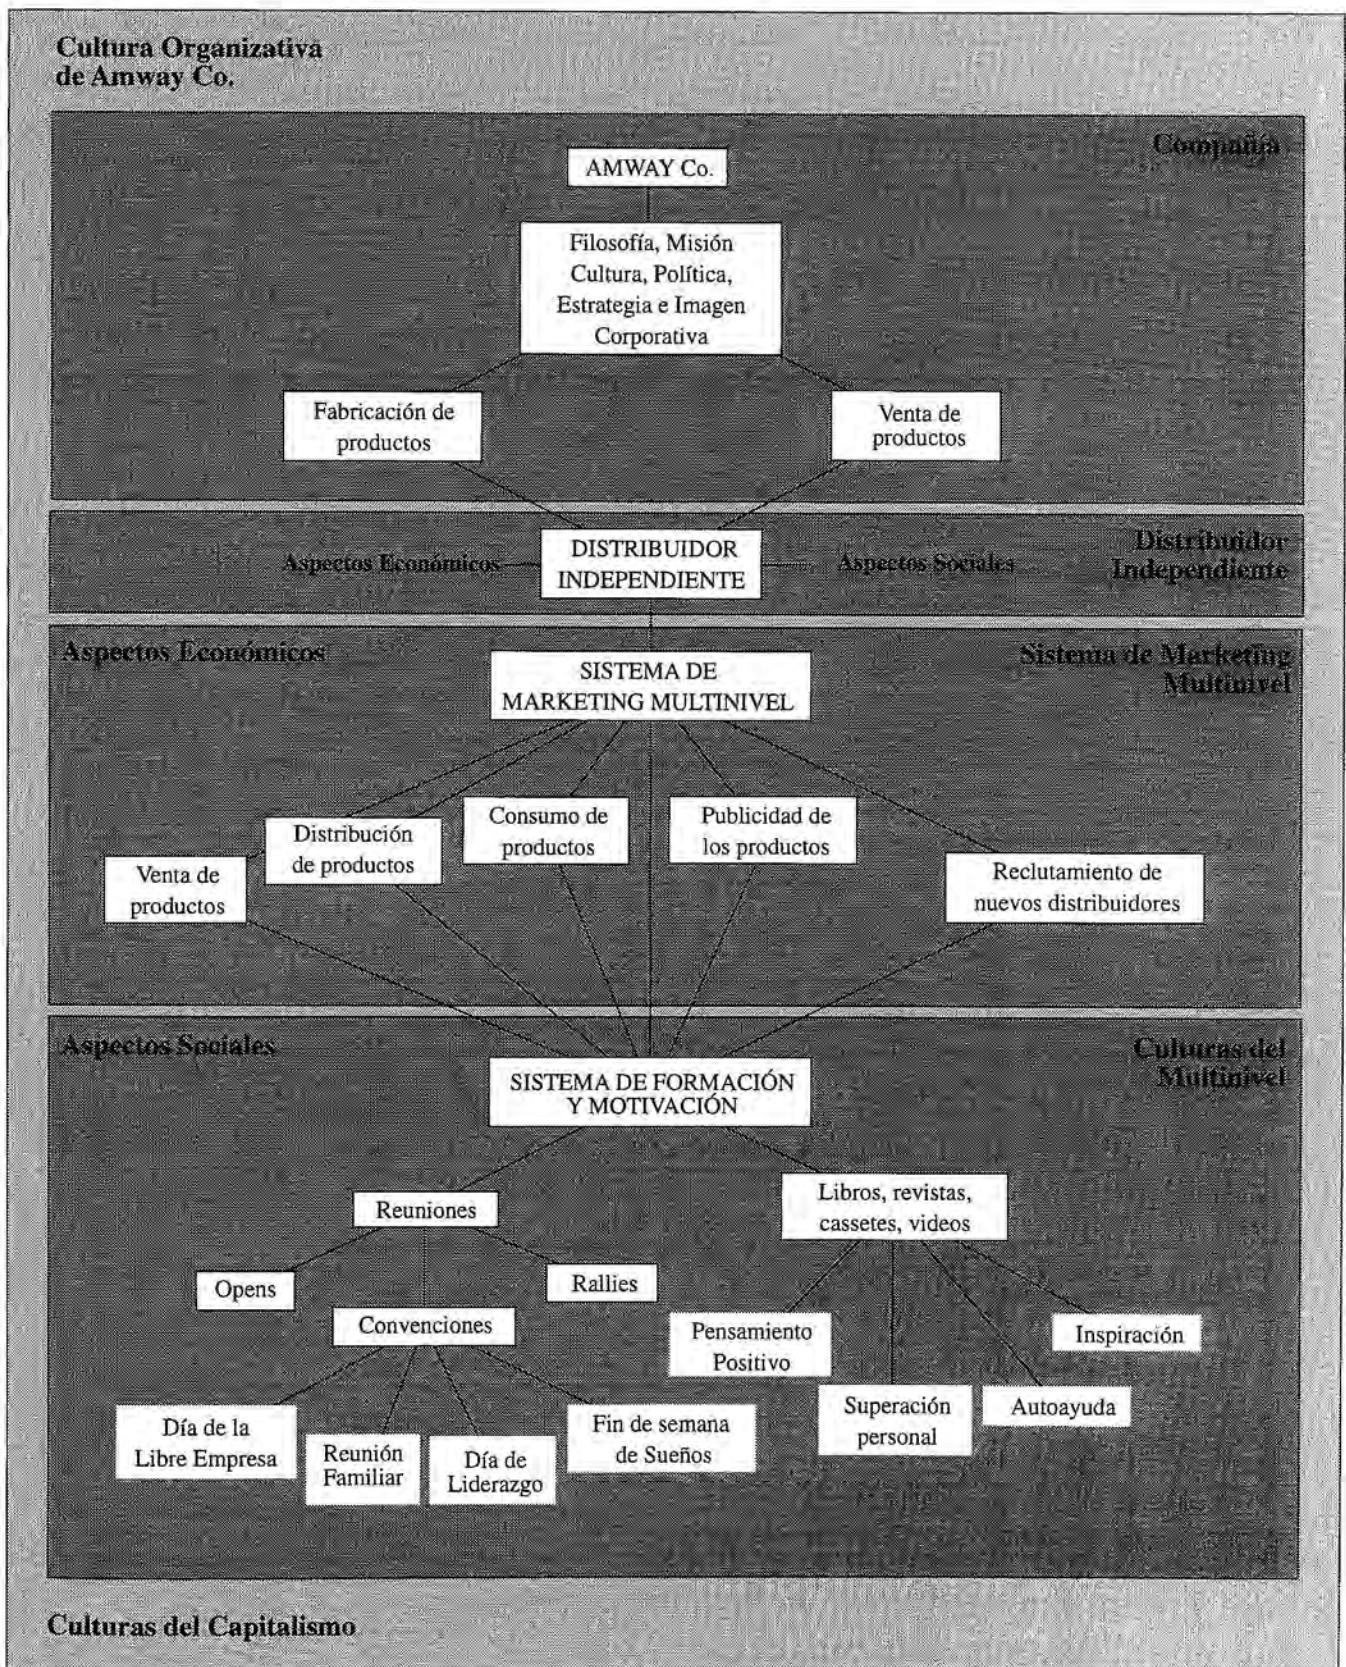 Cultura Organizativa
de Amway Co.
Compañía
AMWAY Co.
Filosofía, Misión
Cultura, Política,
Estrategia e Imagen
Corporativa
Fabricación de
productos
Venta de
productos
Distribuidor
Independiente
Aspectos Económicos
DISTRIBUIDOR
INDEPENDIENTE
Aspectos Sociales
Aspectos Económicos
Sistema de Marketing
Multinivel
SISTEMA DE
MARKETING MULTINIVEL
Venta de
productos
Distribución
de productos
Consumo de
productos
Publicidad de
los productos
Reclutamiento de
nuevos distribuidores
Aspectos Sociales
Culturas del
Multinivel
SISTEMA DE FORMACIÓN
Y MOTIVACIÓN
Reuniones
Libros, revistas,
cassetes, videos
Opens
Rallies
Convenciones
Pensamiento
Positivo
Inspiración
Día de la
Libre Empresa
Reunión
Familiar
Día de
Liderazgo
Fin de semana
de Sueños
Superación
personal
Autoayuda
Culturas del Capitalismo